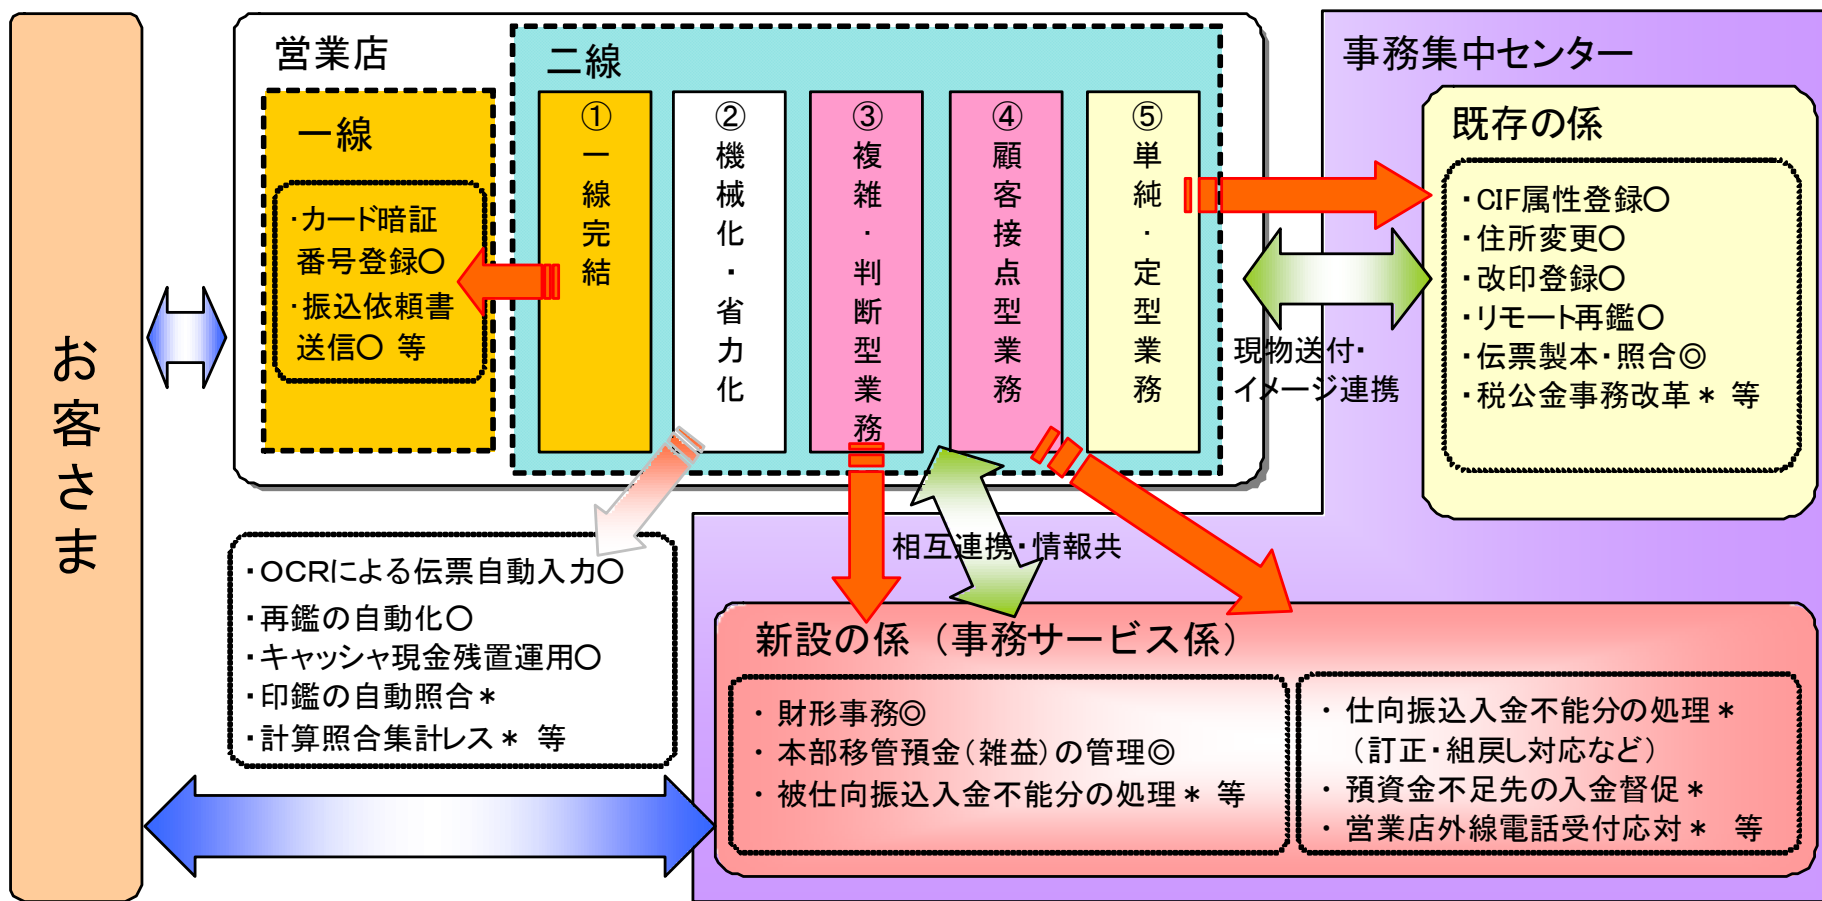 お客さま
営業店
一線
・カード暗証
番号登録〇
・振込依頼書
送信〇 等
二線
①一線完結
②機械化・省力化
③複雑・判断型業務
④顧客接点型業務
⑤単純・定型業務
事務集中センター
既存の係
・CIF属性登録〇
・住所変更〇
・改印登録〇
・リモート再鑑〇
・伝票製本・照合◎
・税公金事務改革＊ 等
現物送付・
イメージ連携
相互連携・情報共
・OCRによる伝票自動入力〇
・再鑑の自動化〇
・キャッシャ現金残置運用〇
・印鑑の自動照合＊
・計算照合集計レス＊ 等
新設の係（事務サービス係）
・財形事務◎
・本部移管預金（雑益）の管理◎
・被仕向振込入金不能分の処理＊ 等
・仕向振込入金不能分の処理＊
（訂正・組戻し対応など）
・預資金不足先の入金督促＊
・営業店外線電話受付応対＊ 等